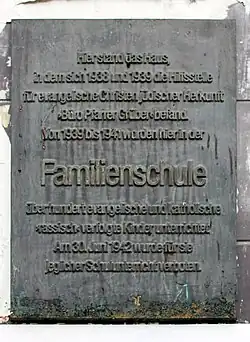 Hier stand das Haus,
in dem sich 1938 und 1939 die Hilfsstelle
für evangelische Christen jüdischer Herkunft
»Büro Pfarrer Grüber« befand.
Von 1939 bis 1941 wurden hier in der
Familienschule
über hundert evangelische und katholische
»rassisch« verfolgte Kinder unterrichtet.
Am 30. Juni 1942 wurde für sie
jeglicher Schulunterricht verboten.